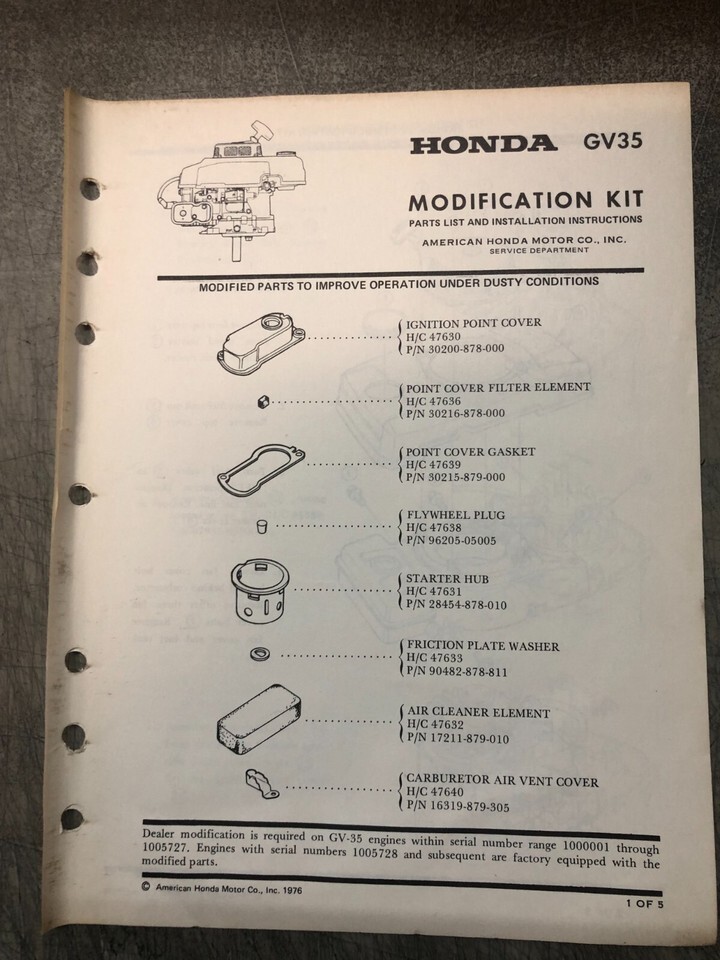 HONDA GV35
MODIFICATION KIT
PARTS LIST AND INSTALLATION INSTRUCTIONS
AMERICAN HONDA MOTOR CO., INC.
SERVICE DEPARTMENT
MODIFIED PARTS TO IMPROVE OPERATION UNDER DUSTY CONDITIONS
IGNITION POINT COVER
H/C 47630
P/N 30200-878-000
POINT COVER FILTER ELEMENT
H/C 47636
P/N 30216-878-000
POINT COVER GASKET
H/C 47639
P/N 30215-879-000
FLYWHEEL PLUG
H/C 47638
P/N 96205-05005
STARTER HUB
H/C 47631
P/N 28454-878-010
FRICTION PLATE WASHER
H/C 47633
P/N 90482-878-811
AIR CLEANER ELEMENT
H/C 47632
P/N 17211-879-010
CARBURETOR AIR VENT COVER
H/C 47640
P/N 16319-879-305
Dealer modification is required on GV-35 engines within serial number range 1000001 through
1005727. Engines with serial numbers 1005728 and subsequent are factory equipped with the
modified parts.
© American Honda Motor Co., Inc. 1976
1 OF 5